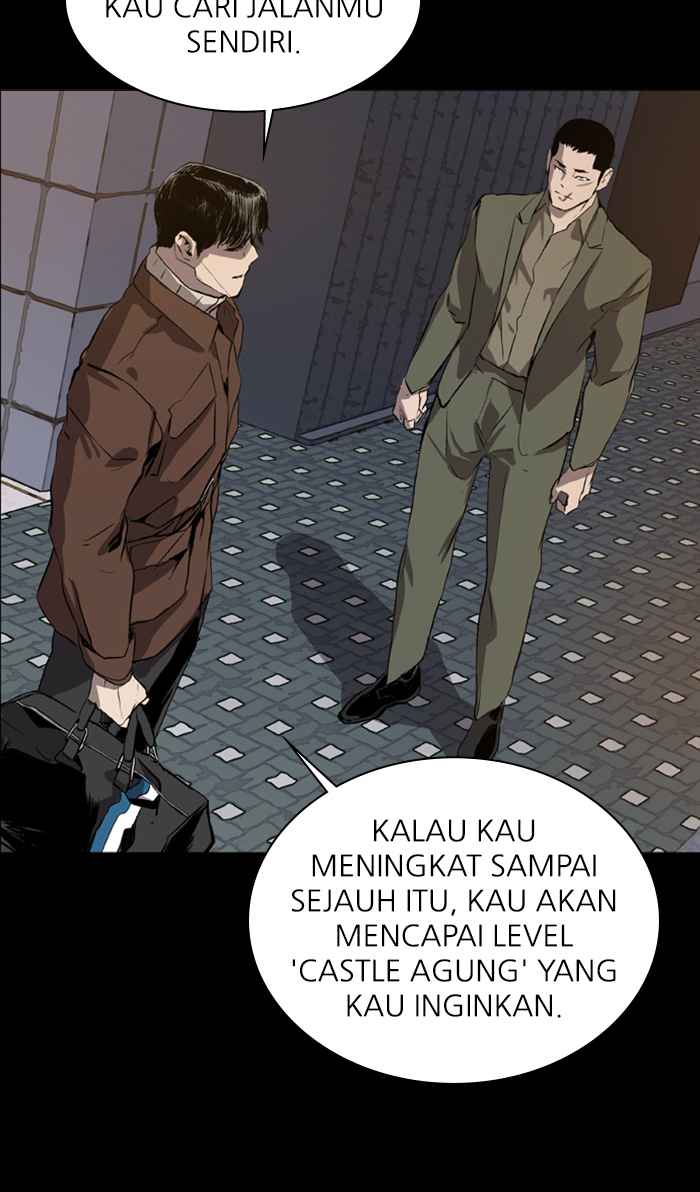 KAU CARI JALANMU
SENDIRI.
KALAU KAU
MENINGKAT SAMPAI
SEJAUH ITU, KAU AKAN
MENCAPAI LEVEL
'CASTLE AGUNG' YANG
KAU INGINKAN.